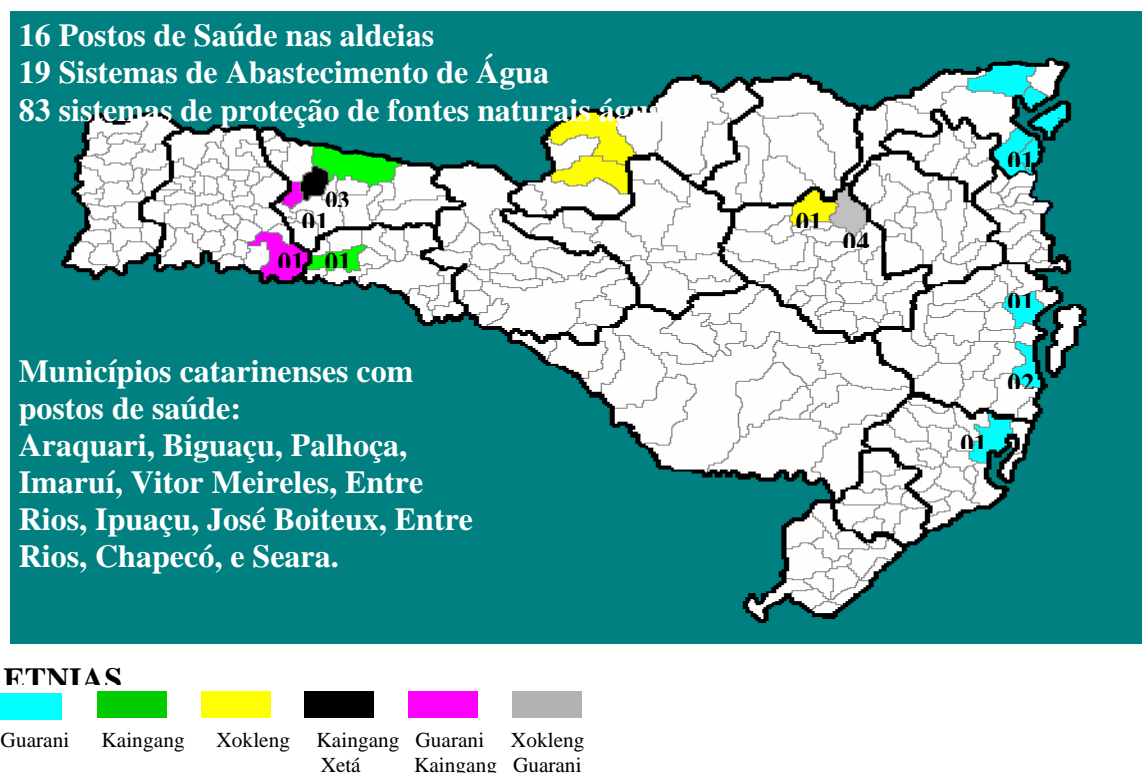 16 Postos de Saúde nas aldeias
19 Sistemas de Abastecimento de Água
83 sistemas de proteção de fontes naturais água
01
03
01
01
04
01
01
01
02
01
Municípios catarinenses com
postos de saúde:
Araquari, Biguaçu, Palhoça,
Imaruí, Vitor Meireles, Entre
Rios, Ipuaçu, José Boiteux, Entre
Rios, Chapecó, e Seara.
ETNIAS
Guarani Kaingang Xokleng Kaingang Guarani Xokleng
Xetá Kaingang Guarani